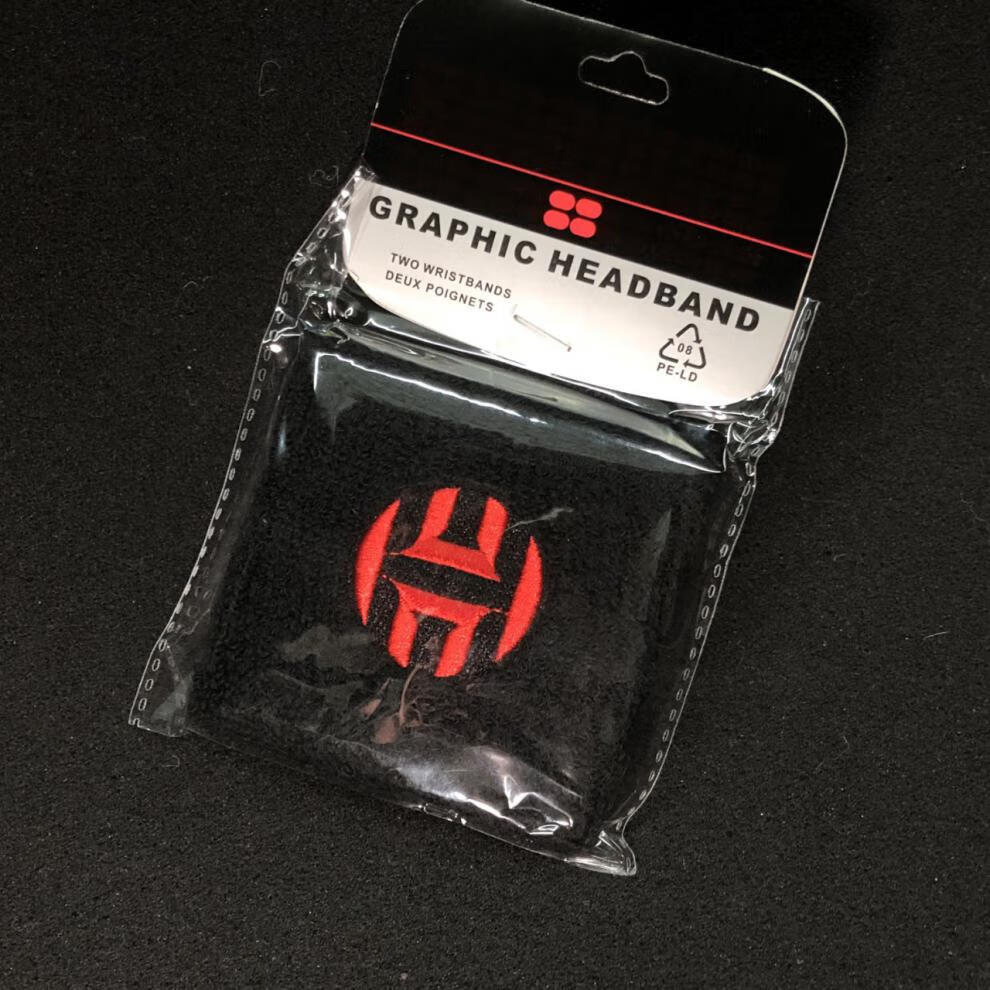 GRAPHIC HEADBAND
TWO WRISTBANDS
DEUX POIGNETS
08
PE-LD